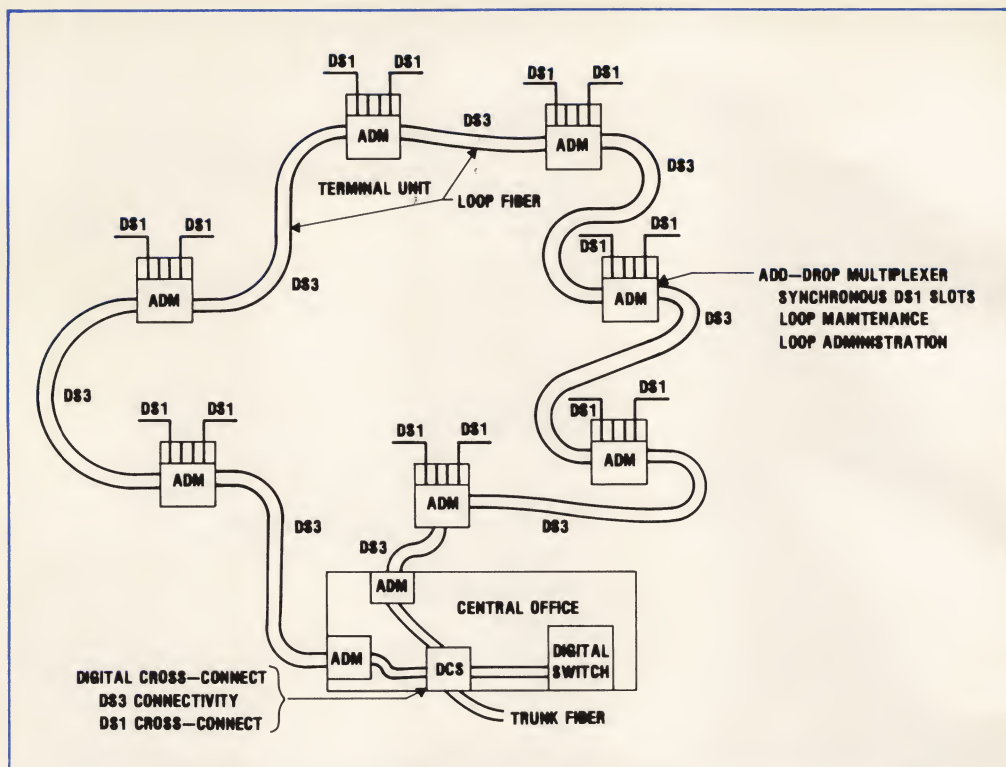 DS1 DS1
DS1 DS1
ADM
DS3
ADM
DS3
TERMINAL UNIT
LOOP FIBER
DS1 DS1
DS1 DS1
ADM
DS3
ADM
DS3
ADD-DROP MULTIPLEXER
SYNCHRONOUS DS1 SLOTS
LOOP MAINTENANCE
LOOP ADMINISTRATION
DS3
DS1 DS1
DS1 DS1
DS1 DS1
ADM
ADM
ADM
DS3
DS3
DS3
ADM
CENTRAL OFFICE
ADM
DCS
DIGITAL
SWITCH
DIGITAL CROSS-CONNECT
DS3 CONNECTIVITY
DS1 CROSS-CONNECT
TRUNK FIBER